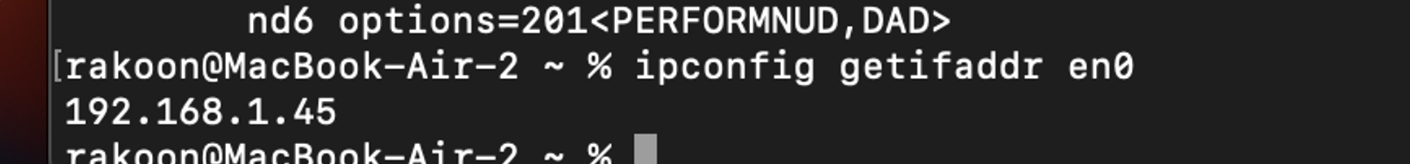 nd6 options=201<PERFORMNUD,DAD>
[rakoon@MacBook-Air-2 ~ % ipconfig getifaddr en0
192.168.1.45
rakoon@MacBook-Air-2 ~ %